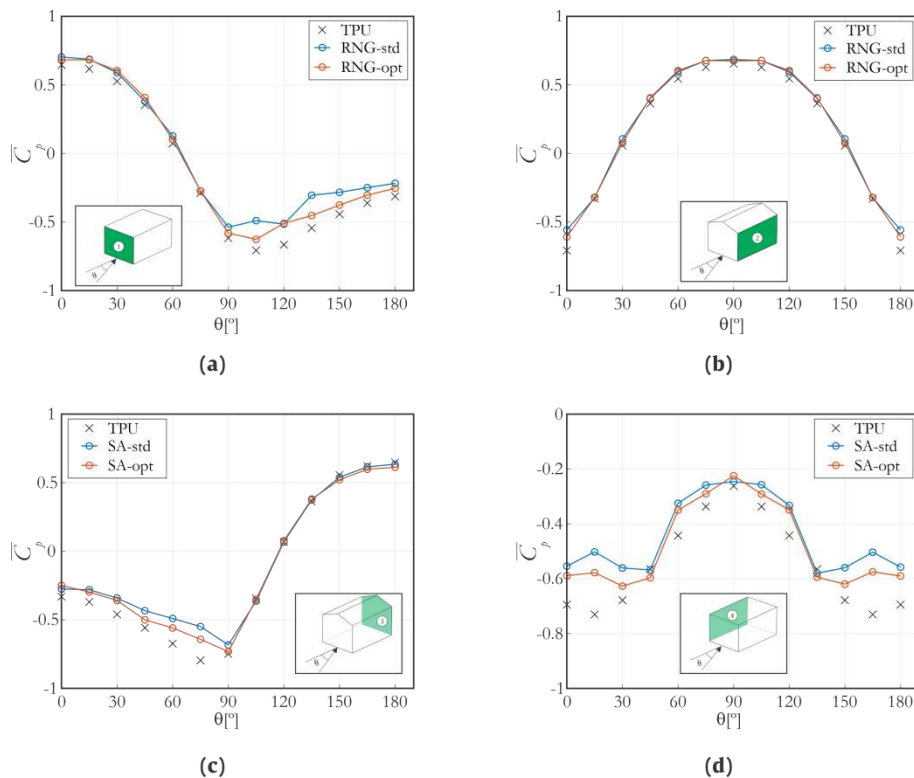 1
0.5
0
-0.5
-1
C̅p
0 30 60 90 120 150 180
θ[º]
TPU
RNG-std
RNG-opt
1
θ
(a)
1
0.5
0
-0.5
-1
C̅p
0 30 60 90 120 150 180
θ[º]
TPU
RNG-std
RNG-opt
2
θ
(b)
1
0.5
0
-0.5
-1
C̅p
0 30 60 90 120 150 180
θ[º]
TPU
SA-std
SA-opt
3
θ
(c)
0
-0.2
-0.4
-0.6
-0.8
-1
C̅p
0 30 60 90 120 150 180
θ[º]
TPU
SA-std
SA-opt
4
θ
(d)